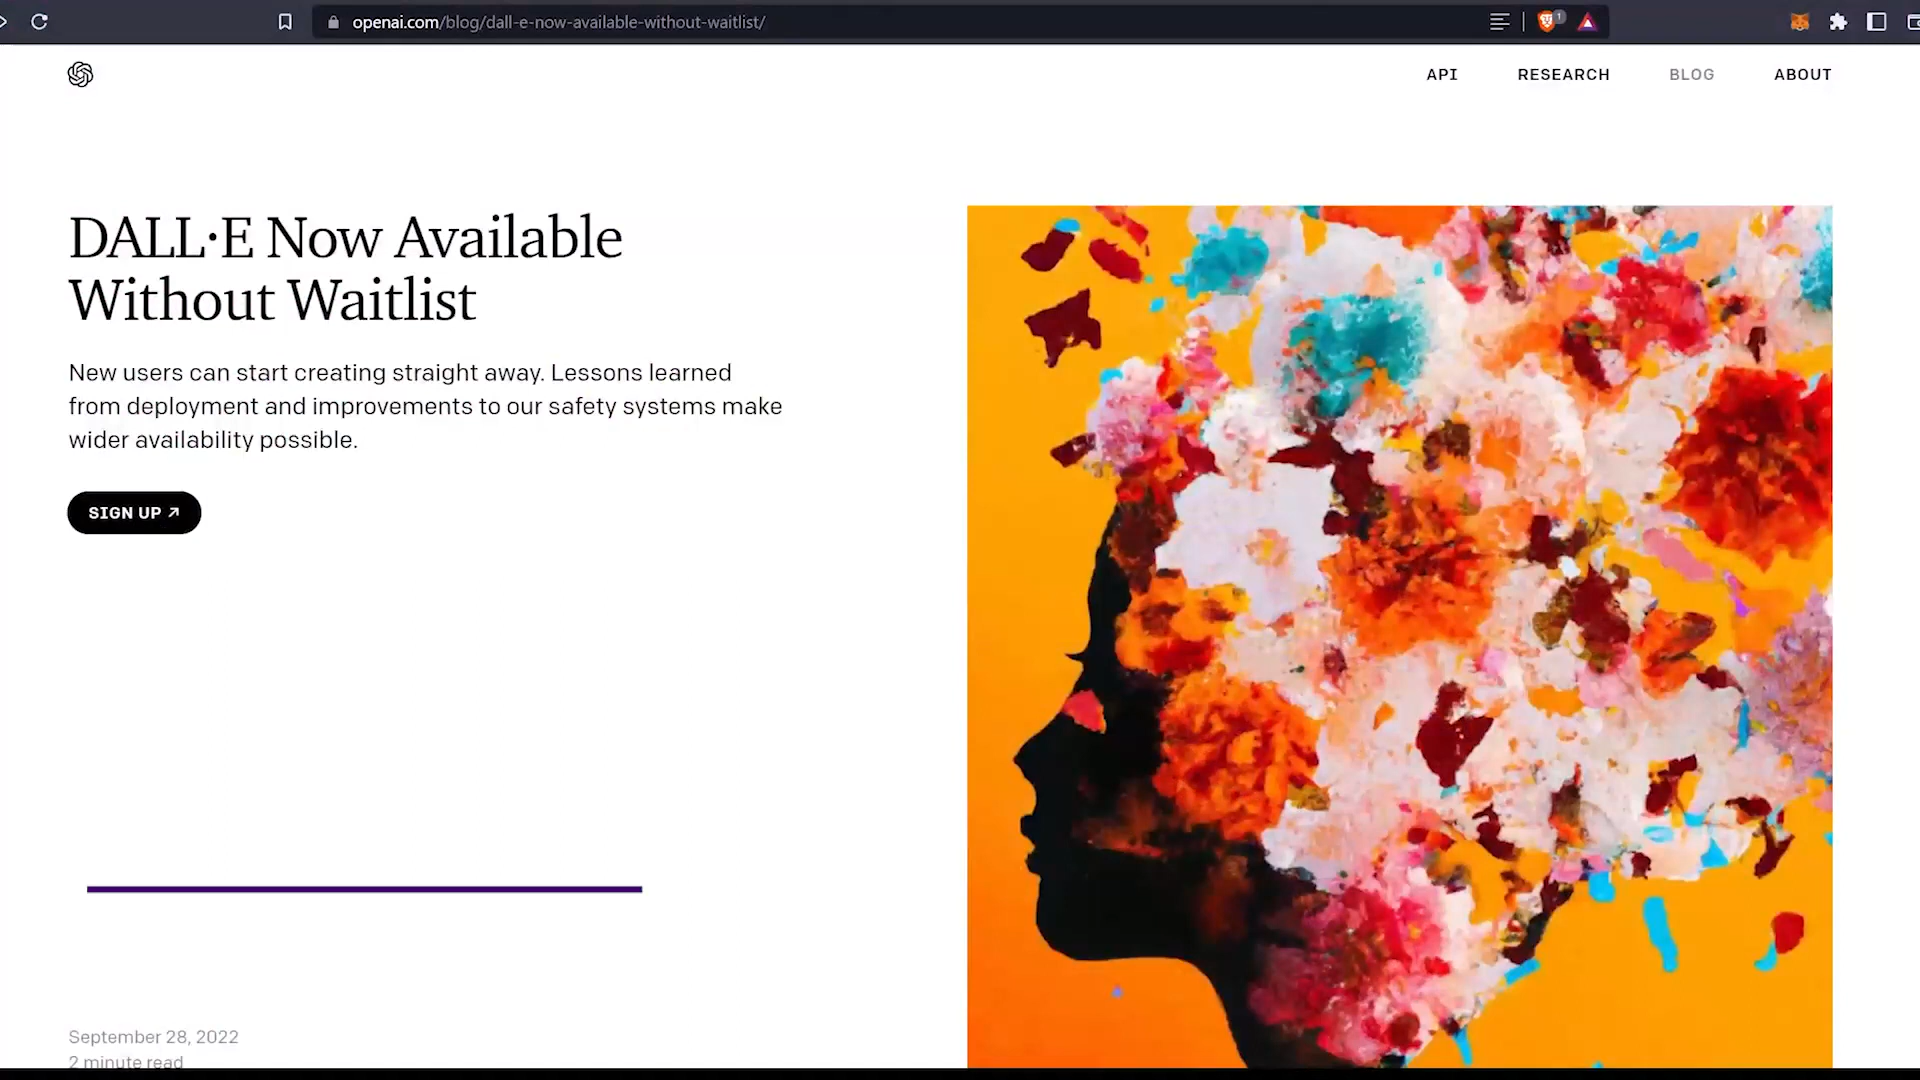 openai.com/blog/dall-e-now-available-without-waitlist/
1
API RESEARCH BLOG ABOUT
DALL·E Now Available
Without Waitlist
New users can start creating straight away. Lessons learned
from deployment and improvements to our safety systems make
wider availability possible.
SIGN UP ↗
September 28, 2022
2 minute read